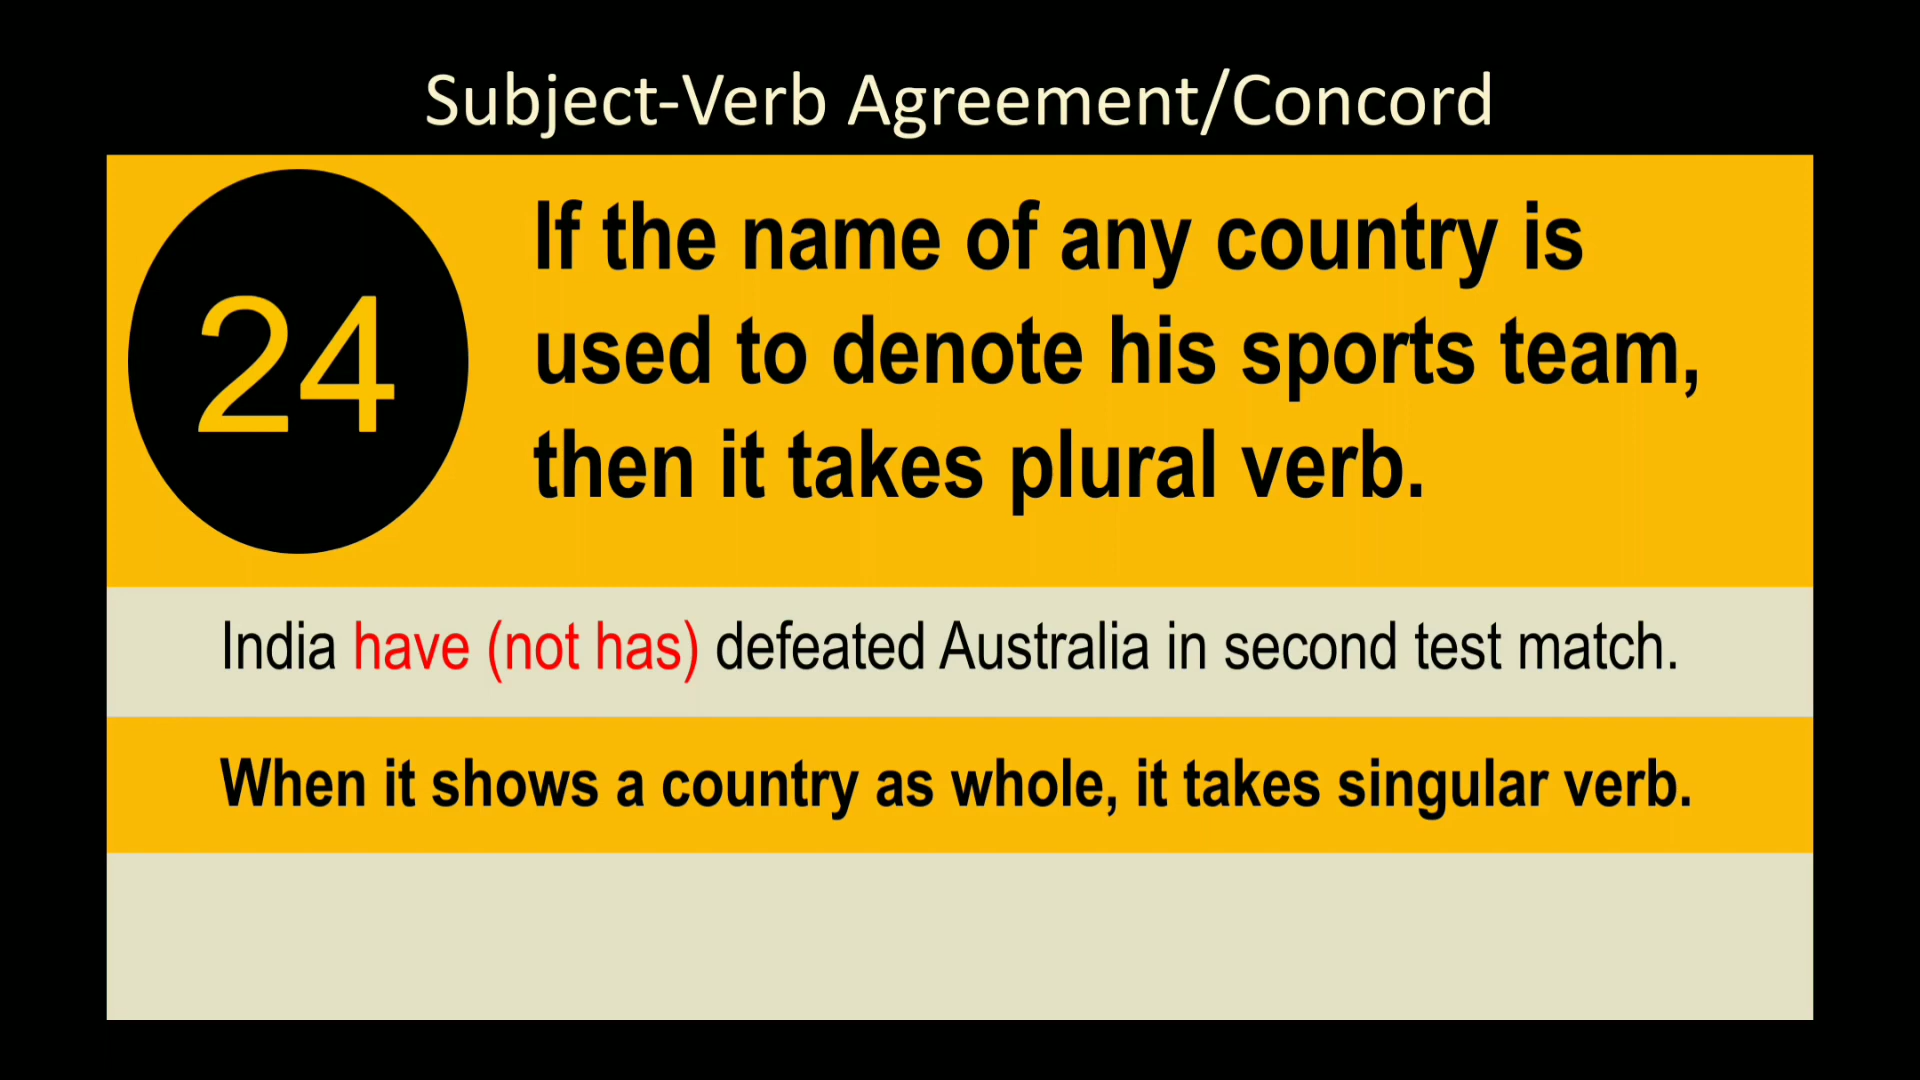 Subject-Verb Agreement/Concord
24
If the name of any country is
used to denote his sports team,
then it takes plural verb.
India have (not has) defeated Australia in second test match.
When it shows a country as whole, it takes singular verb.